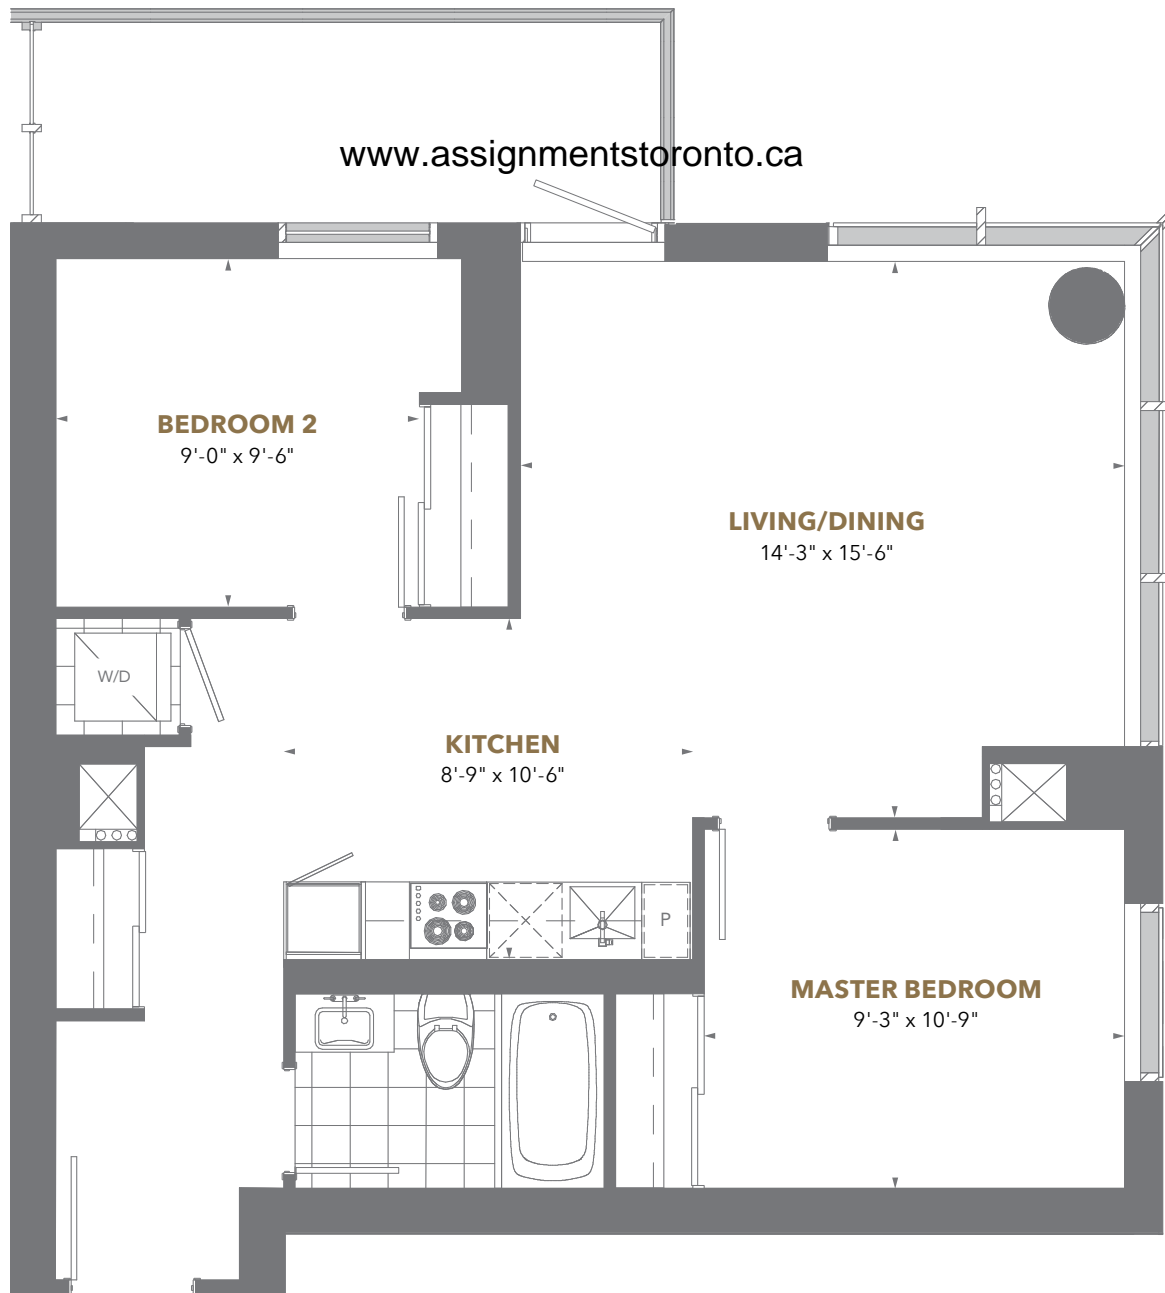 www.assignmentstoronto.ca
BEDROOM 2
9'-0" x 9'-6"
LIVING/DINING
14'-3" x 15'-6"
W/D
KITCHEN
8'-9" x 10'-6"
P
MASTER BEDROOM
9'-3" x 10'-9"